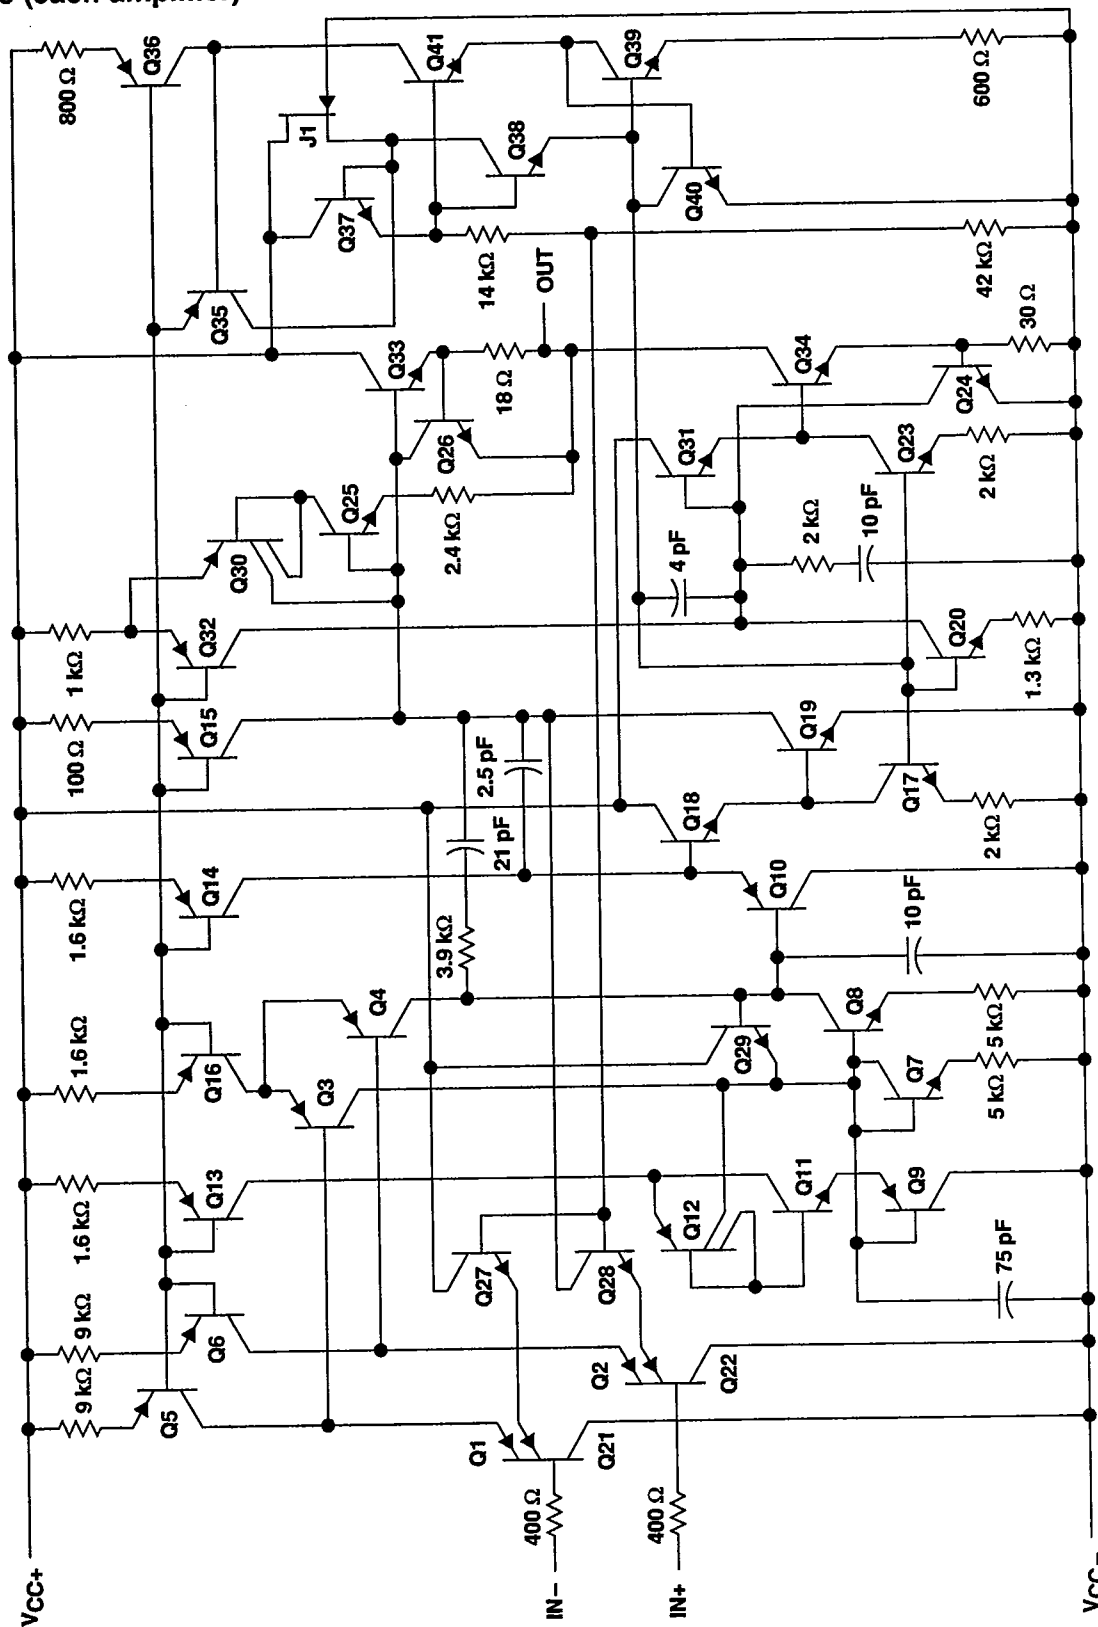 (each amplifier)
VCC+
9 kΩ
9 kΩ
1.6 kΩ
1.6 kΩ
1.6 kΩ
100 Ω
1 kΩ
800 Ω
Q5
Q6
Q13
Q16
Q14
Q15
Q32
Q30
Q35
Q36
Q3
Q4
Q25
Q26
Q33
Q37
J1
Q41
Q38
Q39
3.9 kΩ
21 pF
2.5 pF
2.4 kΩ
18 Ω
OUT
14 kΩ
IN−
400 Ω
Q1
Q21
Q27
Q28
Q2
Q22
IN+
400 Ω
Q12
Q11
Q9
Q29
Q7
Q8
Q10
Q18
Q19
Q17
Q20
4 pF
2 kΩ
10 pF
Q31
Q23
Q34
Q24
Q40
75 pF
5 kΩ
5 kΩ
10 pF
2 kΩ
1.3 kΩ
2 kΩ
30 Ω
42 kΩ
600 Ω
VCC−